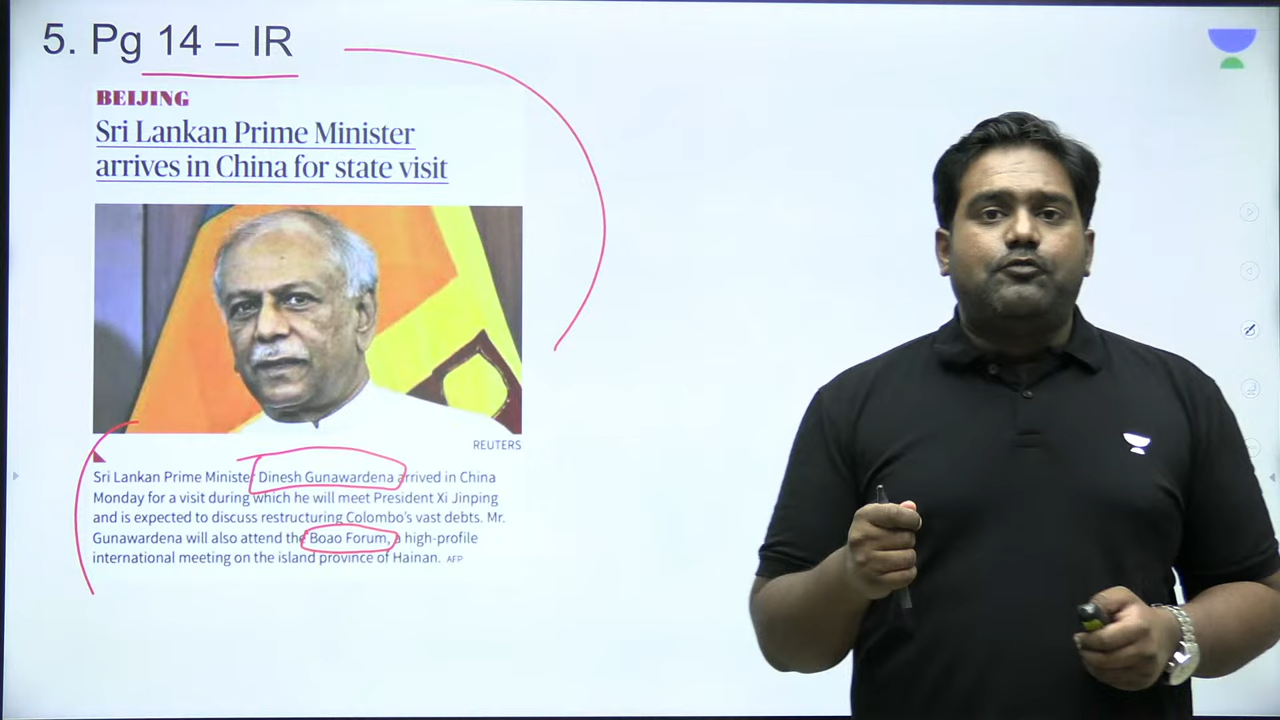 5. Pg 14 – IR
BEIJING
Sri Lankan Prime Minister
arrives in China for state visit
REUTERS
Sri Lankan Prime Minister Dinesh Gunawardena arrived in China
Monday for a visit during which he will meet President Xi Jinping
and is expected to discuss restructuring Colombo's vast debts. Mr.
Gunawardena will also attend the Boao Forum, a high-profile
international meeting on the island province of Hainan. AFP